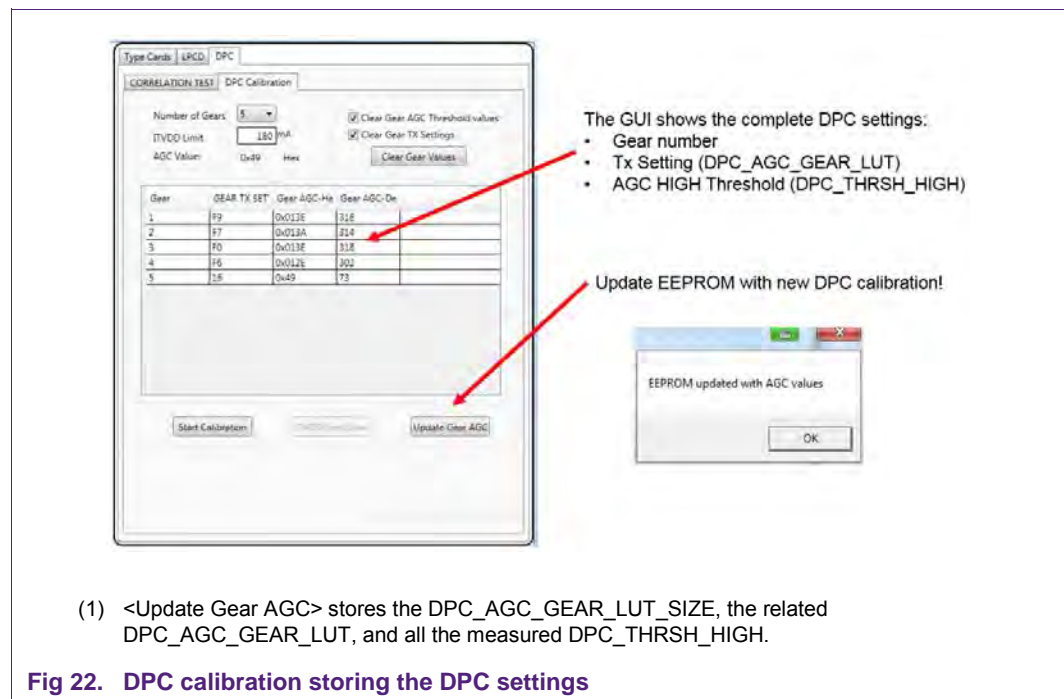 Type Cards LPCD DPC
CORRELATION TEST DPC Calibration
Number of Gears 5
Clear Gear AGC Threshold values
ITVDD Limit 180 mA
Clear Gear TX Settings
AGC Value: 0x49 Hex
Clear Gear Values
Gear GEAR TX SET Gear AGC-He Gear AGC-De
1 F9 0x013E 318
2 F7 0x013A 314
3 F0 0x013E 318
4 F6 0x012E 302
5 16 0x49 73
Start Calibration
Update Gear AGC
The GUI shows the complete DPC settings:
• Gear number
• Tx Setting (DPC_AGC_GEAR_LUT)
• AGC HIGH Threshold (DPC_THRSH_HIGH)
Update EEPROM with new DPC calibration!
EEPROM updated with AGC values
OK
(1) <Update Gear AGC> stores the DPC_AGC_GEAR_LUT_SIZE, the related
DPC_AGC_GEAR_LUT, and all the measured DPC_THRSH_HIGH.
Fig 22. DPC calibration storing the DPC settings